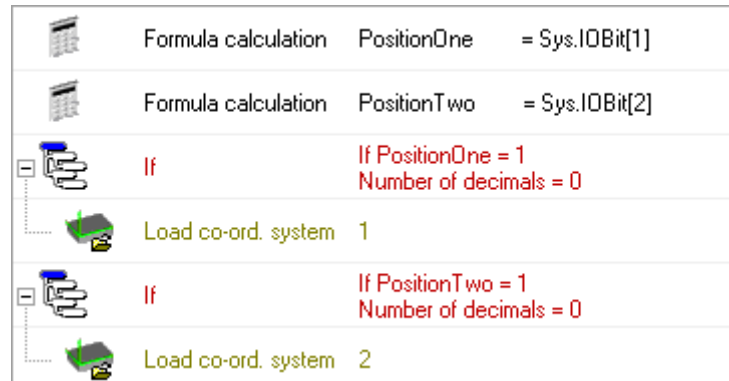 Formula calculation PositionOne = Sys.IOBit[1]
Formula calculation PositionTwo = Sys.IOBit[2]
If If PositionOne = 1
Number of decimals = 0
Load co-ord. system 1
If If PositionTwo = 1
Number of decimals = 0
Load co-ord. system 2